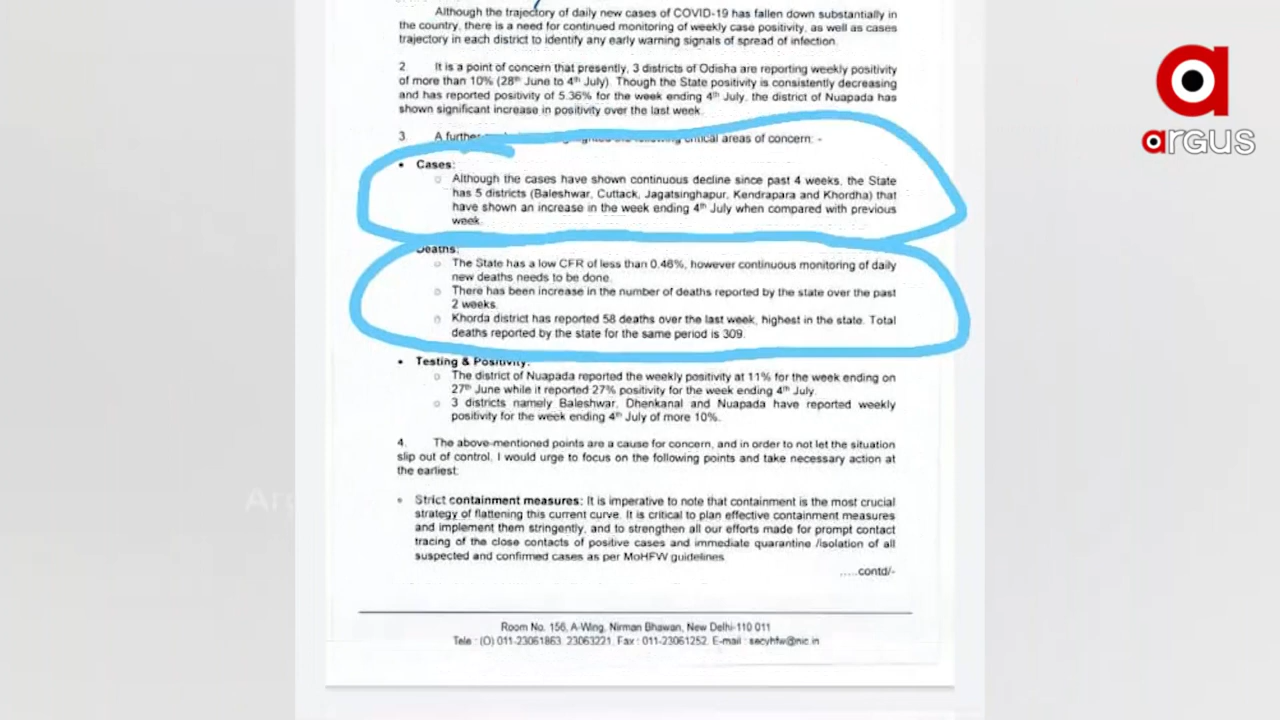 Although the trajectory of daily new cases of COVID-19 has fallen down substantially in
the country, there is a need for continued monitoring of weekly case positivity, as well as cases
trajectory in each district to identify any early warning signals of spread of infection.
2. It is a point of concern that presently, 3 districts of Odisha are reporting weekly positivity
of more than 10% (28th June to 4th July). Though the State positivity is consistently decreasing
and has reported positivity of 5.36% for the week ending 4th July, the district of Nuapada has
shown significant increase in positivity over the last week.
3. A further following critical areas of concern: -
• Cases:
○ Although the cases have shown continuous decline since past 4 weeks, the State
has 5 districts (Baleshwar, Cuttack, Jagatsinghapur, Kendrapara and Khordha) that
have shown an increase in the week ending 4th July when compared with previous
week.
Deaths:
○ The State has a low CFR of less than 0.46%, however continuous monitoring of daily
new deaths needs to be done.
○ There has been increase in the number of deaths reported by the state over the past
2 weeks.
○ Khorda district has reported 58 deaths over the last week, highest in the state. Total
deaths reported by the state for the same period is 309.
• Testing & Positivity:
○ The district of Nuapada reported the weekly positivity at 11% for the week ending on
27th June while it reported 27% positivity for the week ending 4th July.
○ 3 districts namely Baleshwar, Dhenkanal and Nuapada have reported weekly
positivity for the week ending 4th July of more 10%.
4. The above-mentioned points are a cause for concern, and in order to not let the situation
slip out of control, I would urge to focus on the following points and take necessary action at
the earliest:
• Strict containment measures: It is imperative to note that containment is the most crucial
strategy of flattening this current curve. It is critical to plan effective containment measures
and implement them stringently, and to strengthen all our efforts made for prompt contact
tracing of the close contacts of positive cases and immediate quarantine /isolation of all
suspected and confirmed cases as per MoHFW guidelines
.....contd/-
Room No. 156, A-Wing, Nirman Bhawan, New Delhi-110 011
Tele : (O) 011-23061863, 23063221, Fax : 011-23061252, E-mail : secyhfw@nic.in
a
argus